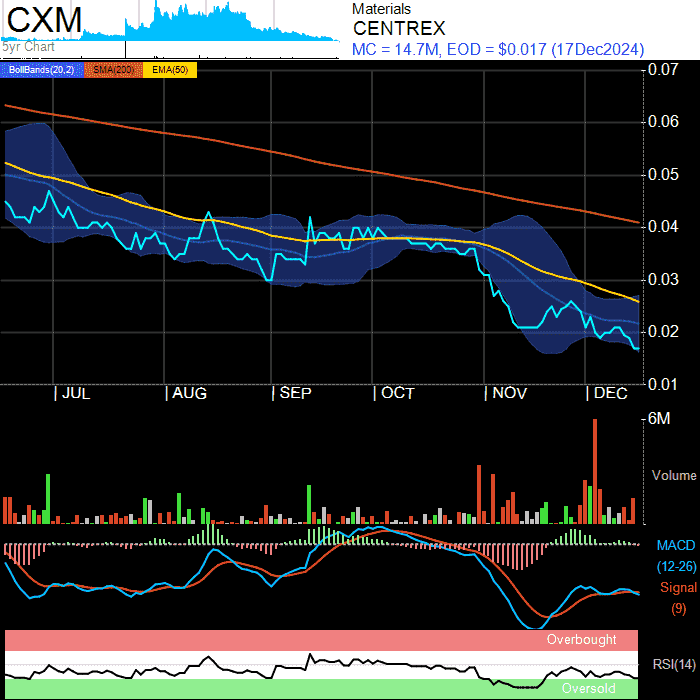 CXM
5yr Chart
Materials
CENTREX
MC = 14.7M, EOD = $0.017 (17Dec2024)
BollBands(20,2) SMA(200) EMA(50)
0.07
0.06
0.05
0.04
0.03
0.02
0.01
JUL AUG SEP OCT NOV DEC
6M
Volume
MACD
(12-26)
Signal
(9)
Overbought
RSI(14)
Oversold